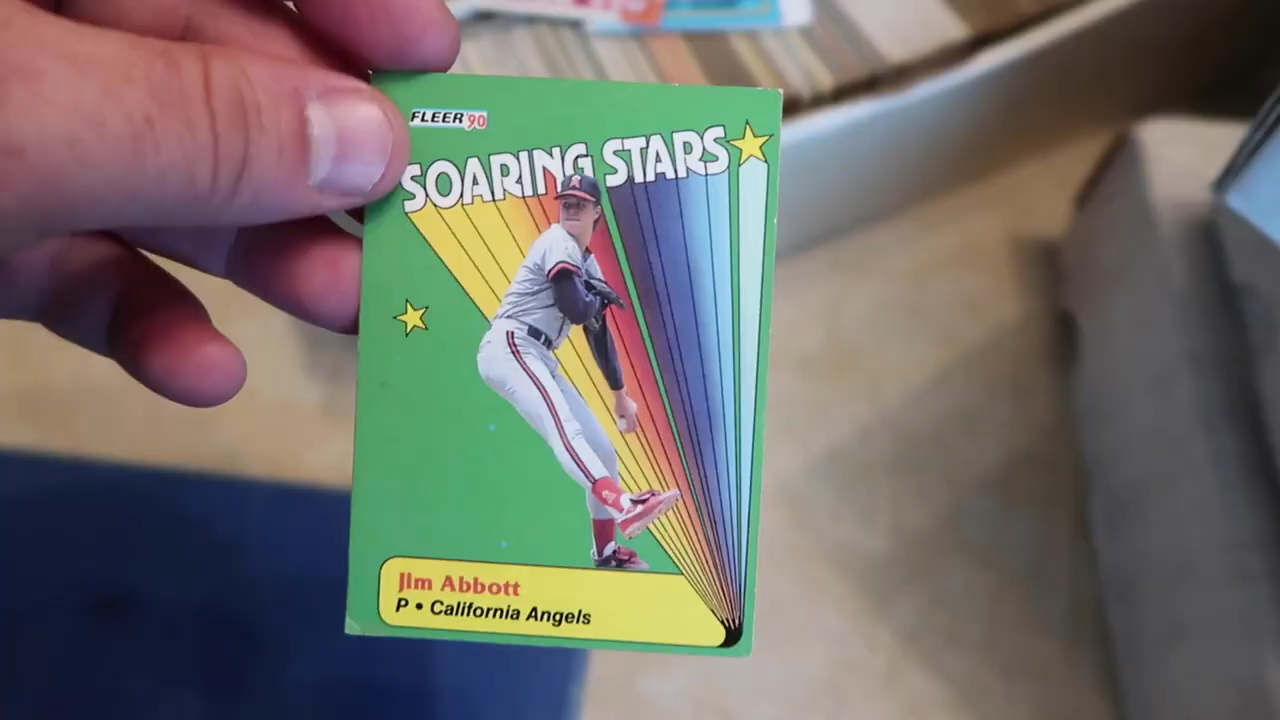 FLEER '90
SOARING STARS
Jim Abbott
P • California Angels